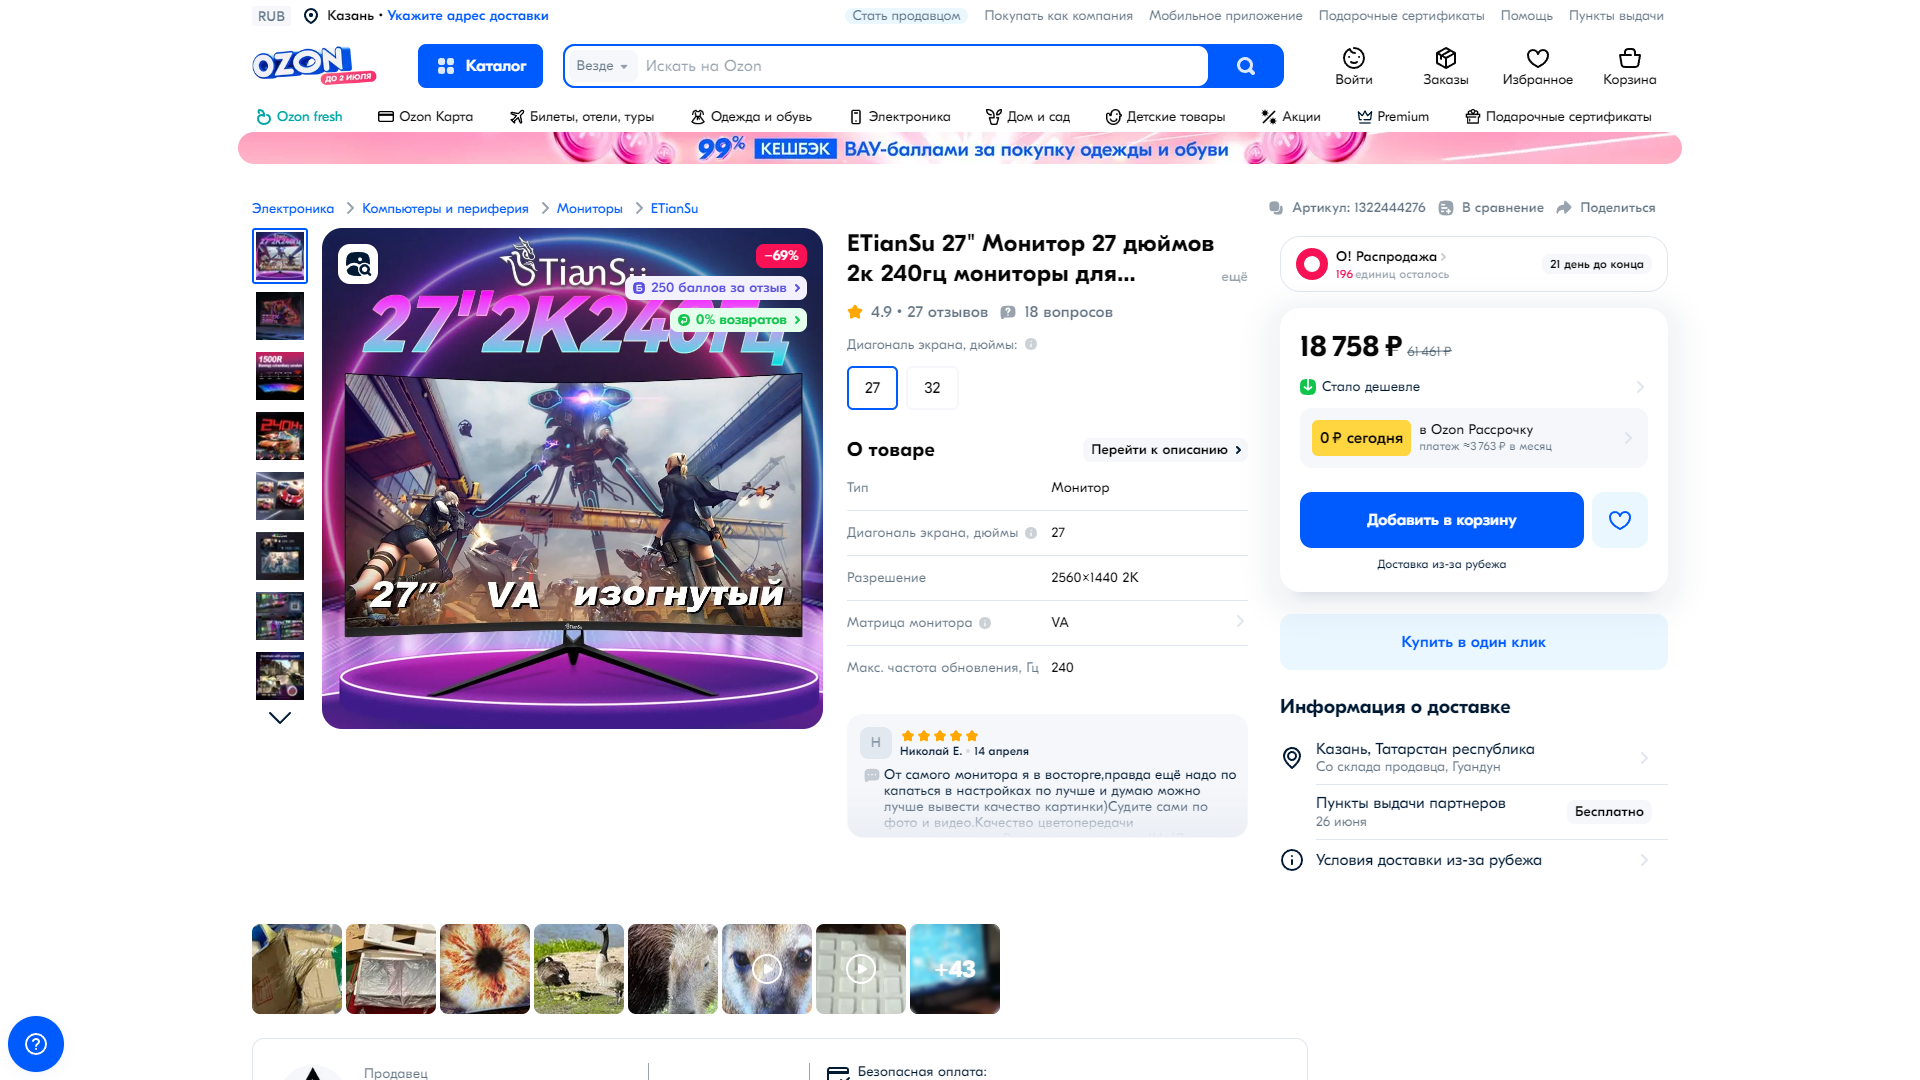 RUB
Казань • Укажите адрес доставки
Стать продавцом
Покупать как компания
Мобильное приложение
Подарочные сертификаты
Помощь
Пункты выдачи
OZON
ДО 2 ИЮЛЯ
Каталог
Везде
Искать на Ozon
Войти
Заказы
Избранное
Корзина
Ozon fresh
Ozon Карта
Билеты, отели, туры
Одежда и обувь
Электроника
Дом и сад
Детские товары
Акции
Premium
Подарочные сертификаты
99% КЕШБЭК ВАУ-баллами за покупку одежды и обуви
Электроника
Компьютеры и периферия
Мониторы
ETianSu
Артикул: 1322444276
В сравнение
Поделиться
1500R
240Hz
TianSu
−69%
250 баллов за отзыв
0% возвратов
27"2K240гц
27" VA изогнутый
ETianSu 27" Монитор 27 дюймов
2к 240гц мониторы для...
ещё
4.9 • 27 отзывов
18 вопросов
Диагональ экрана, дюймы:
27
32
О товаре
Перейти к описанию
Тип
Монитор
Диагональ экрана, дюймы
27
Разрешение
2560×1440 2K
Матрица монитора
VA
Макс. частота обновления, Гц
240
Н
Николай Е. • 14 апреля
От самого монитора я в восторге,правда ещё надо по
капаться в настройках по лучше и думаю можно
лучше вывести качество картинки)Судите сами по
фото и видео.Качество цветопередачи
О! Распродажа
196 единиц осталось
21 день до конца
18 758 ₽ 61 461 ₽
Стало дешевле
0 ₽ сегодня
в Ozon Рассрочку
платеж ≈3 763 ₽ в месяц
Добавить в корзину
Доставка из-за рубежа
Купить в один клик
Информация о доставке
Казань, Татарстан республика
Со склада продавца, Гуандун
Пункты выдачи партнеров
26 июня
Бесплатно
Условия доставки из-за рубежа
+43
Продавец
Безопасная оплата: